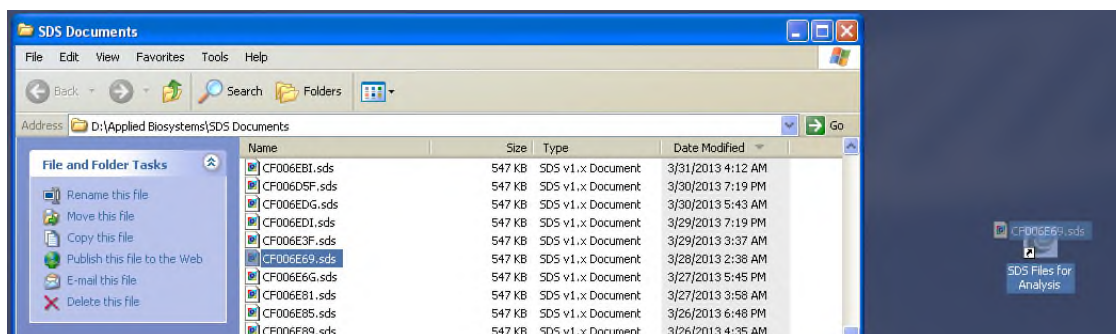 SDS Documents
File Edit View Favorites Tools Help
Back Search Folders
Address D:\Applied Biosystems\SDS Documents Go
Name Size Type Date Modified
File and Folder Tasks
Rename this file
Move this file
Copy this file
Publish this file to the Web
E-mail this file
Delete this file
CF006EBI.sds 547 KB SDS v1.x Document 3/31/2013 4:12 AM
CF006D5F.sds 547 KB SDS v1.x Document 3/30/2013 7:19 PM
CF006EDG.sds 547 KB SDS v1.x Document 3/30/2013 5:43 AM
CF006EDI.sds 547 KB SDS v1.x Document 3/29/2013 7:19 PM
CF006E3F.sds 547 KB SDS v1.x Document 3/29/2013 3:37 AM
CF006E69.sds 547 KB SDS v1.x Document 3/28/2013 2:38 AM
CF006E6G.sds 547 KB SDS v1.x Document 3/27/2013 5:45 PM
CF006E81.sds 547 KB SDS v1.x Document 3/27/2013 3:58 AM
CF006E85.sds 547 KB SDS v1.x Document 3/26/2013 6:48 PM
CF006E89.sds 547 KB SDS v1.x Document 3/26/2013 4:35 AM
CF006E69.sds
SDS Files for
Analysis